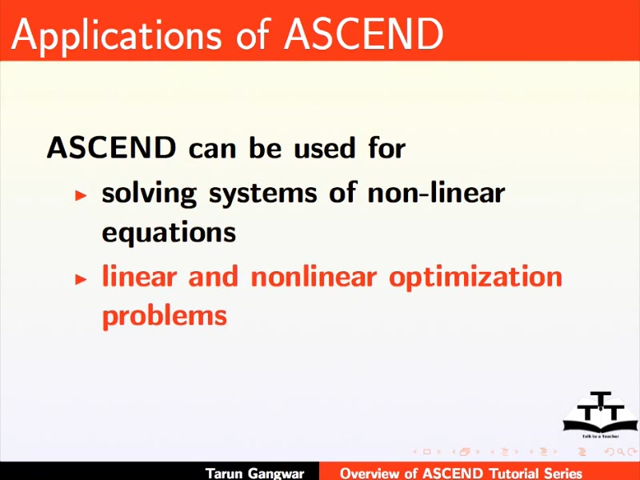 Applications of ASCEND
ASCEND can be used for
solving systems of non-linear
equations
linear and nonlinear optimization
problems
TTT
Talk to a Teacher
Tarun Gangwar
Overview of ASCEND Tutorial Series